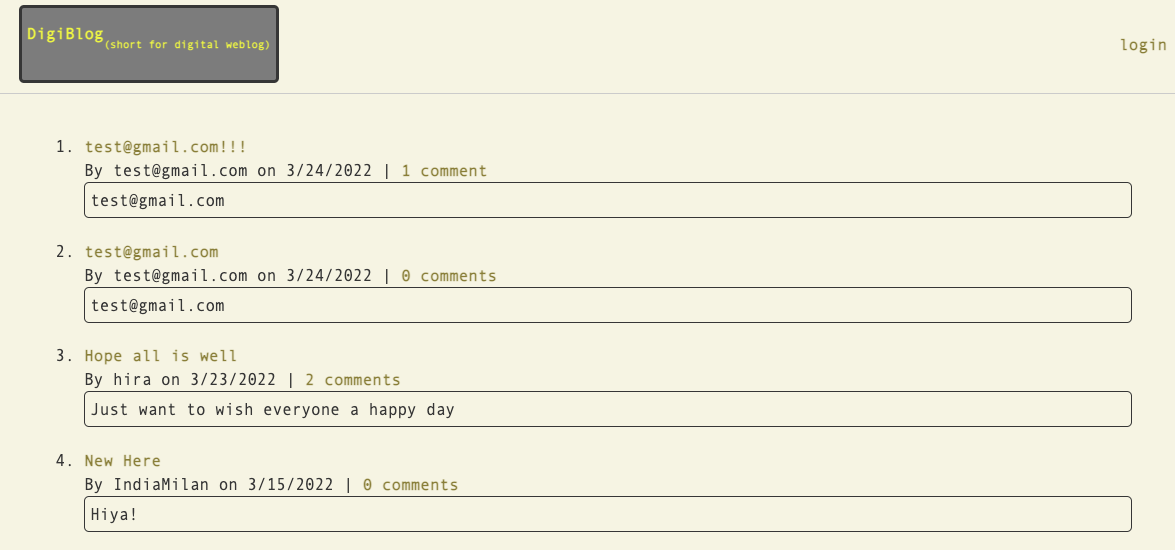 DigiBlog(short for digital weblog)
login
1. test@gmail.com!!!
By test@gmail.com on 3/24/2022 | 1 comment
test@gmail.com
2. test@gmail.com
By test@gmail.com on 3/24/2022 | 0 comments
test@gmail.com
3. Hope all is well
By hira on 3/23/2022 | 2 comments
Just want to wish everyone a happy day
4. New Here
By IndiaMilan on 3/15/2022 | 0 comments
Hiya!